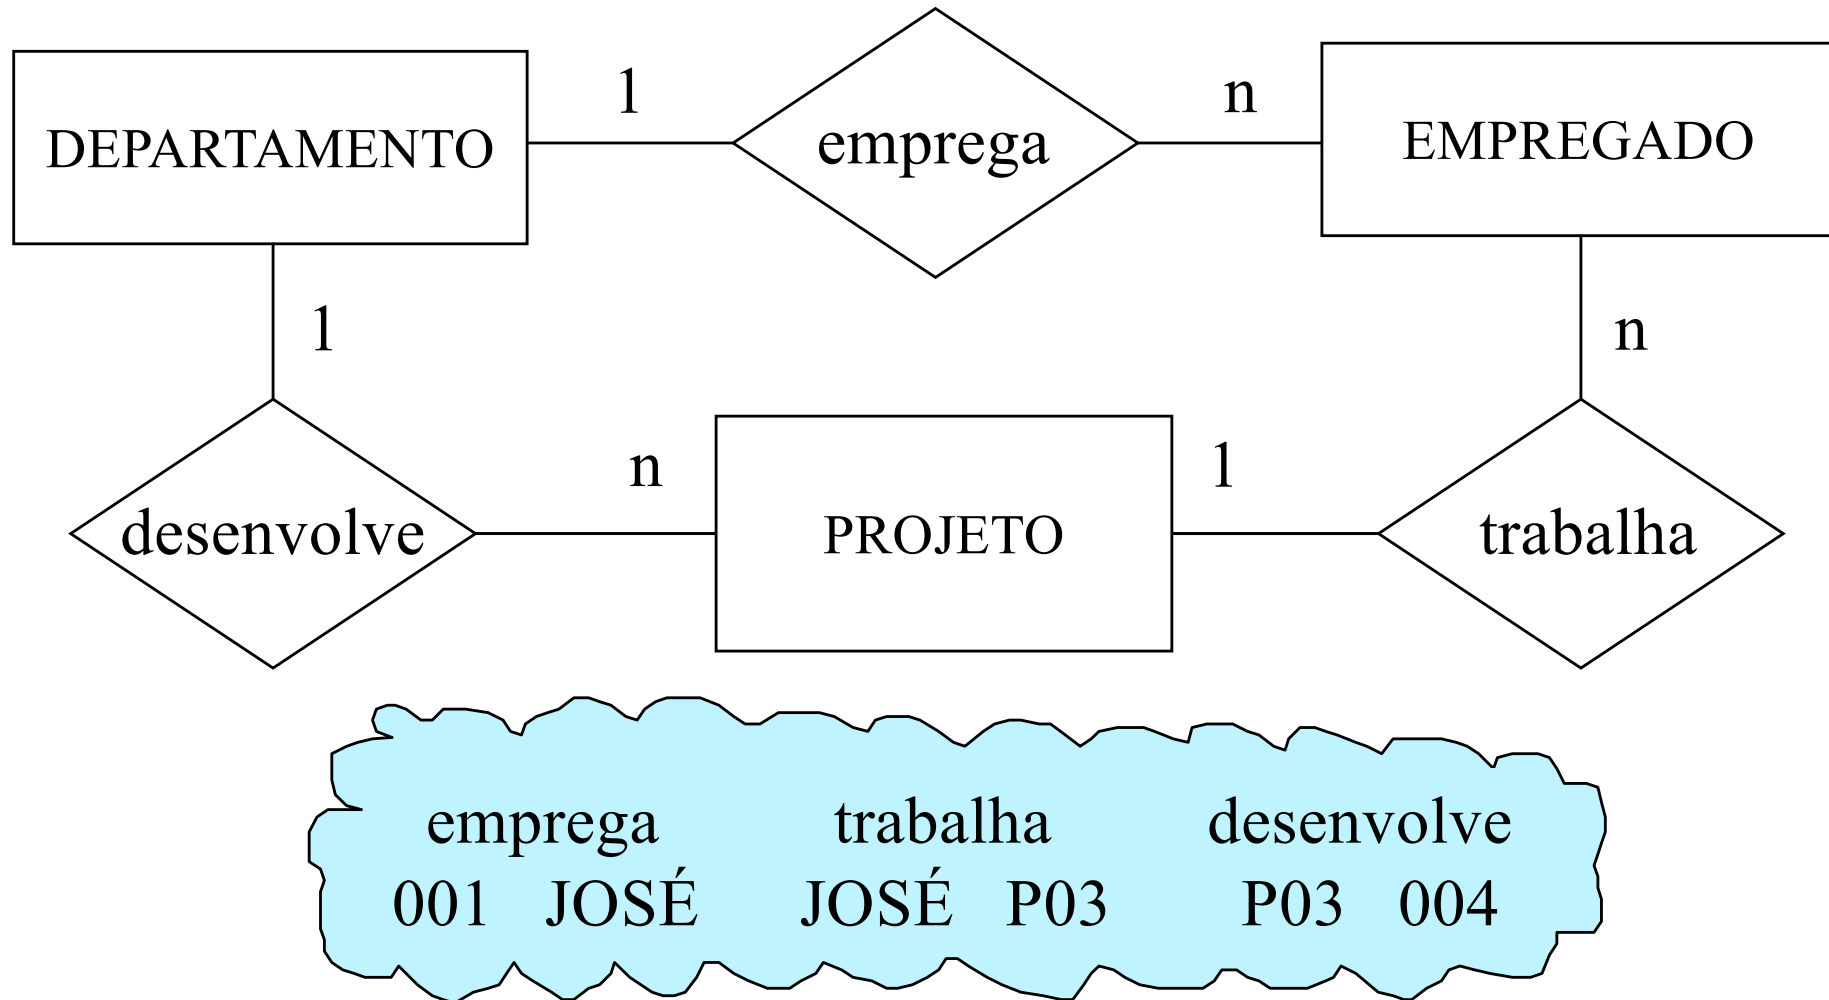 DEPARTAMENTO 1 emprega n EMPREGADO
1 n
desenvolve n PROJETO 1 trabalha
emprega trabalha desenvolve
001 JOSÉ JOSÉ P03 P03 004